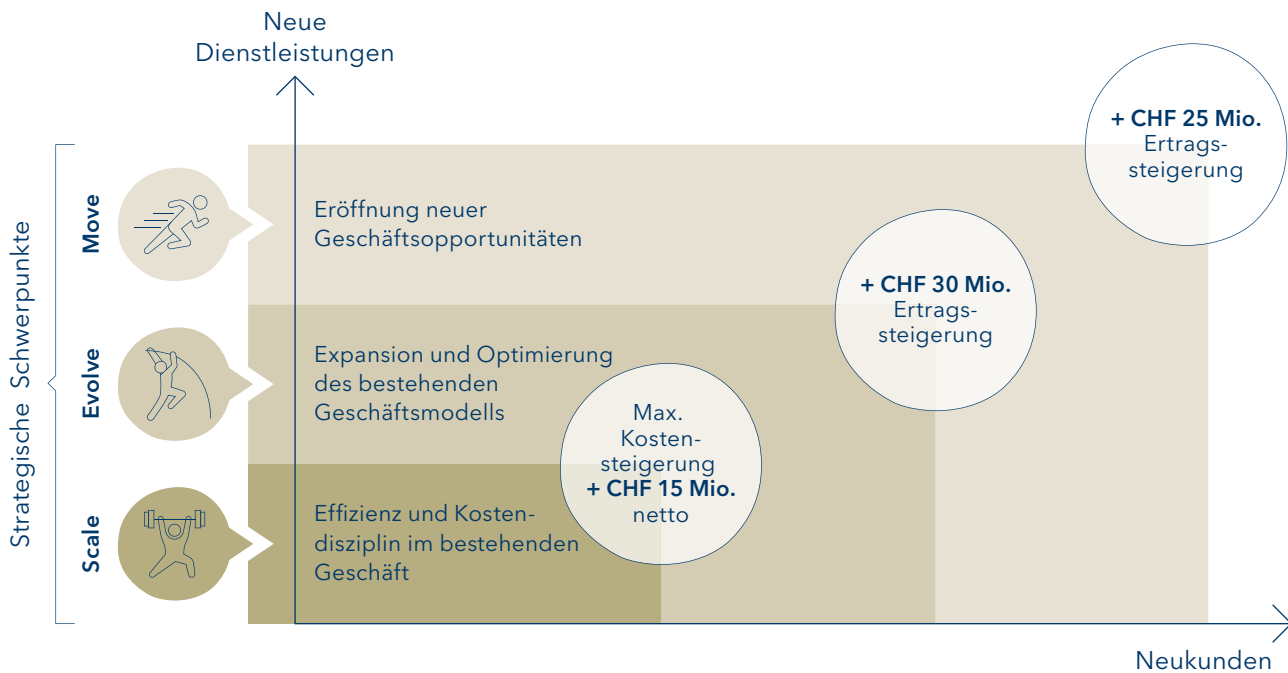 Neue
Dienstleistungen
+ CHF 25 Mio.
Ertrags-
steigerung
Strategische Schwerpunkte
Move
Eröffnung neuer
Geschäftsopportunitäten
+ CHF 30 Mio.
Ertrags-
steigerung
Evolve
Expansion und Optimierung
des bestehenden
Geschäftsmodells
Max.
Kosten-
steigerung
+ CHF 15 Mio.
netto
Scale
Effizienz und Kosten-
disziplin im bestehenden
Geschäft
Neukunden